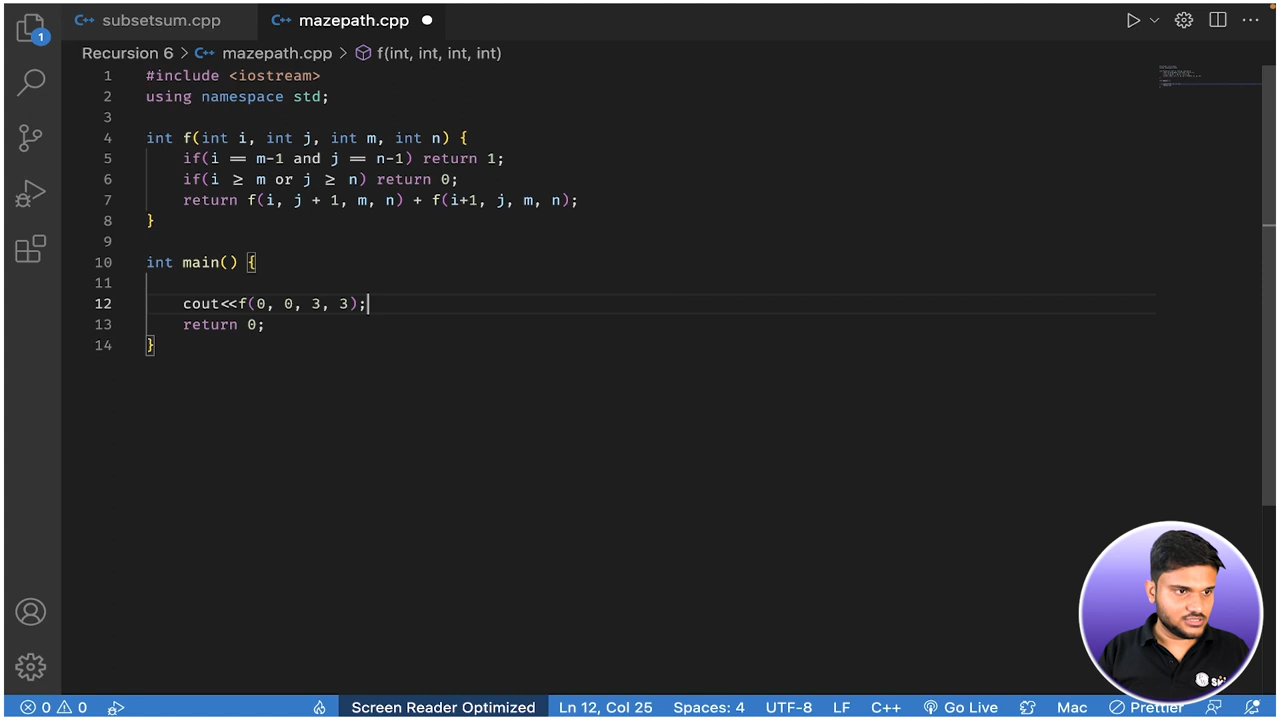 subsetsum.cpp
mazepath.cpp
1
Recursion 6 > mazepath.cpp > f(int, int, int, int)
1 #include <iostream>
2 using namespace std;
3
4 int f(int i, int j, int m, int n) {
5 if(i == m-1 and j == n-1) return 1;
6 if(i ≥ m or j ≥ n) return 0;
7 return f(i, j + 1, m, n) + f(i+1, j, m, n);
8 }
9
10 int main() {
11
12 cout<<f(0, 0, 3, 3);
13 return 0;
14 }
0 0 Screen Reader Optimized Ln 12, Col 25 Spaces: 4 UTF-8 LF C++ Go Live Mac Prettier